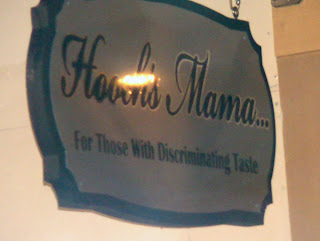 Hooch's Mama...
For Those With Discriminating Taste